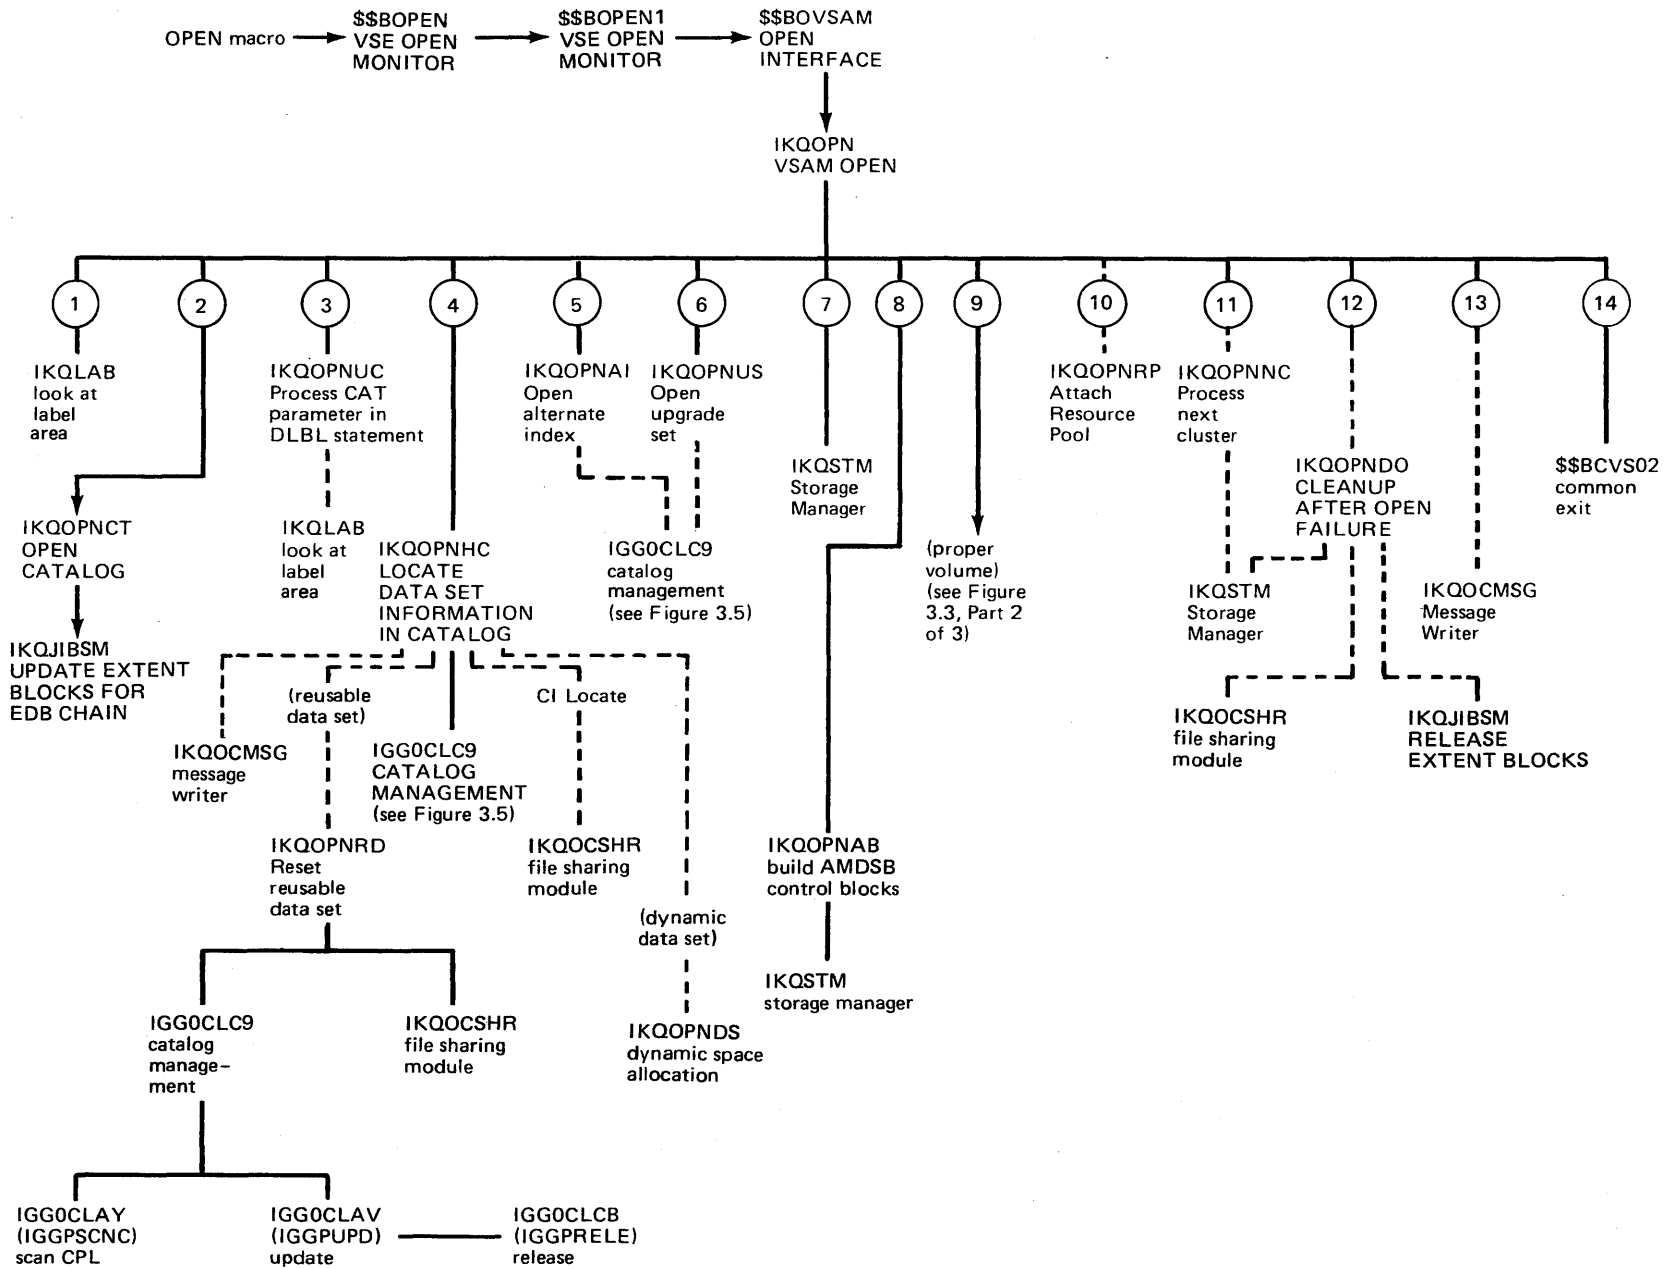 OPEN macro
$$BOPEN
VSE OPEN
MONITOR
$$BOPEN1
VSE OPEN
MONITOR
$$BOVSAM
OPEN
INTERFACE
IKQOPN
VSAM OPEN
1
2
3
4
5
6
7
8
9
10
11
12
13
14
IKQLAB
look at
label
area
IKQOPNUC
Process CAT
parameter in
DLBL statement
IKQOPNAI
Open
alternate
index
IKQOPNUS
Open
upgrade
set
IKQOPNRP
Attach
Resource
Pool
IKQOPNNC
Process
next
cluster
IKQSTM
Storage
Manager
IKQOPNDO
CLEANUP
AFTER OPEN
FAILURE
$$BCVS02
common
exit
IKQOPNCT
OPEN
CATALOG
IKQLAB
look at
label
area
IKQOPNHC
LOCATE
DATA SET
INFORMATION
IN CATALOG
IGG0CLC9
catalog
management
(see Figure 3.5)
(proper
volume)
(see Figure
3.3, Part 2
of 3)
IKQSTM
Storage
Manager
IKQOCMSG
Message
Writer
IKQJIBSM
UPDATE EXTENT
BLOCKS FOR
EDB CHAIN
(reusable
data set)
CI Locate
IKQOCSHR
file sharing
module
IKQJIBSM
RELEASE
EXTENT BLOCKS
IKQOCMSG
message
writer
IGG0CLC9
CATALOG
MANAGEMENT
(see Figure 3.5)
IKQOPNRD
Reset
reusable
data set
IKQOCSHR
file sharing
module
IKQOPNAB
build AMDSB
control blocks
(dynamic
data set)
IKQSTM
storage manager
IGG0CLC9
catalog
manage-
ment
IKQOCSHR
file sharing
module
IKQOPNDS
dynamic space
allocation
IGG0CLAY
(IGGPSCNC)
scan CPL
IGG0CLAV
(IGGPUPD)
update
IGG0CLCB
(IGGPRELE)
release